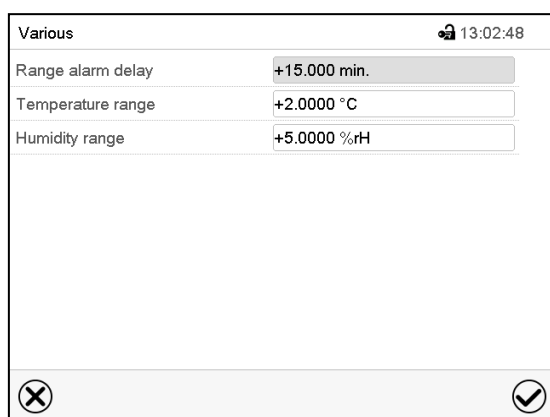 Various 13:02:48
Range alarm delay +15.000 min.
Temperature range +2.0000 °C
Humidity range +5.0000 %rH